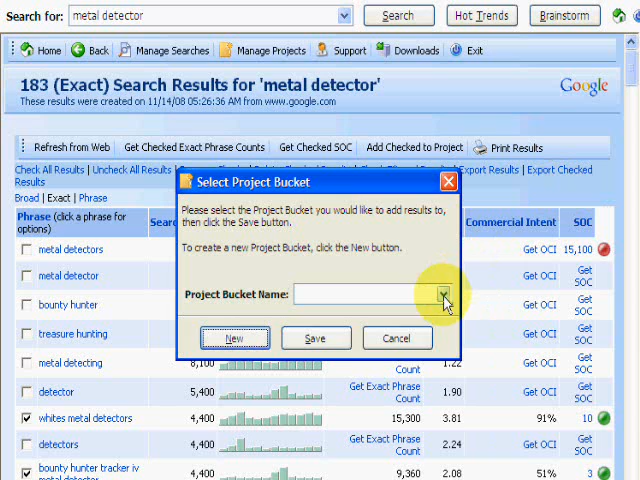 Search for: metal detector Search Hot Trends Brainstorm
Home Back Manage Searches Manage Projects Support Downloads Exit
183 (Exact) Search Results for 'metal detector'
Google
These results were created on 11/14/08 05:26:36 AM from www.google.com
Refresh from Web Get Checked Exact Phrase Counts Get Checked SOC Add Checked to Project Print Results
Check All Results | Uncheck All Results | Export Results | Export Checked
Results
Broad | Exact | Phrase
Phrase (click a phrase for
options)
Commercial Intent SOC
Select Project Bucket
Please select the Project Bucket you would like to add results to,
then click the Save button.
To create a new Project Bucket, click the New button.
Project Bucket Name:
New Save Cancel
metal detectors Get OCI 15,100
metal detector Get OCI Get
SOC
bounty hunter Get OCI Get
SOC
treasure hunting Get OCI Get
SOC
metal detecting 8,100 Count 1.22 Get OCI Get
SOC
detector 5,400 Get Exact Phrase
Count 1.90 Get OCI Get
SOC
whites metal detectors 4,400 15,300 3.81 91% 10
detectors 4,400 Get Exact Phrase
Count 2.24 Get OCI Get
SOC
bounty hunter tracker iv 4,400 9,360 2.08 51% 3
metal detector